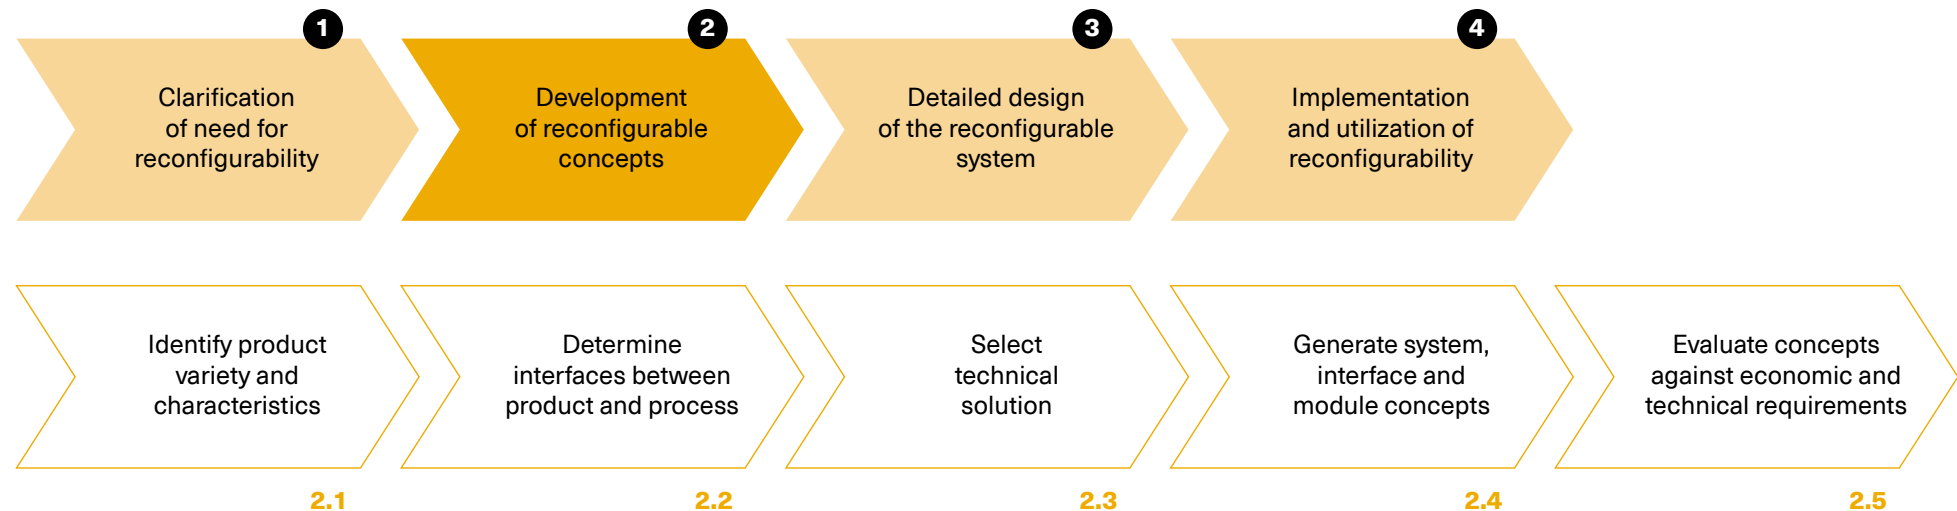 1
Clarification
of need for
reconfigurability
2
Development
of reconfigurable
concepts
3
Detailed design
of the reconfigurable
system
4
Implementation
and utilization of
reconfigurability
Identify product
variety and
characteristics
2.1
Determine
interfaces between
product and process
2.2
Select
technical
solution
2.3
Generate system,
interface and
module concepts
2.4
Evaluate concepts
against economic and
technical requirements
2.5